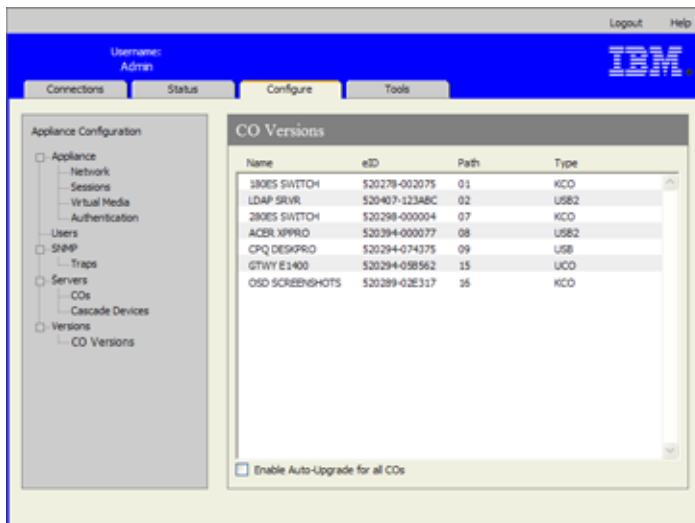 Logout Help
Username:
Admin
IBM
Connections Status Configure Tools
Appliance Configuration
Appliance
Network
Sessions
Virtual Media
Authentication
Users
SNMP
Traps
Servers
COs
Cascade Devices
Versions
CO Versions
CO Versions
Name eID Path Type
180ES SWITCH 520278-002075 01 KCO
LDAP SRVR 520407-123ABC 02 USB2
280ES SWITCH 520298-000004 07 KCO
ACER XPPRO 520394-000077 08 USB2
CPQ DESKPRO 520294-074375 09 USB
GTWY E1400 520294-05B562 15 UCO
OSD SCREENSHOTS 520289-02E317 16 KCO
Enable Auto-Upgrade for all COs